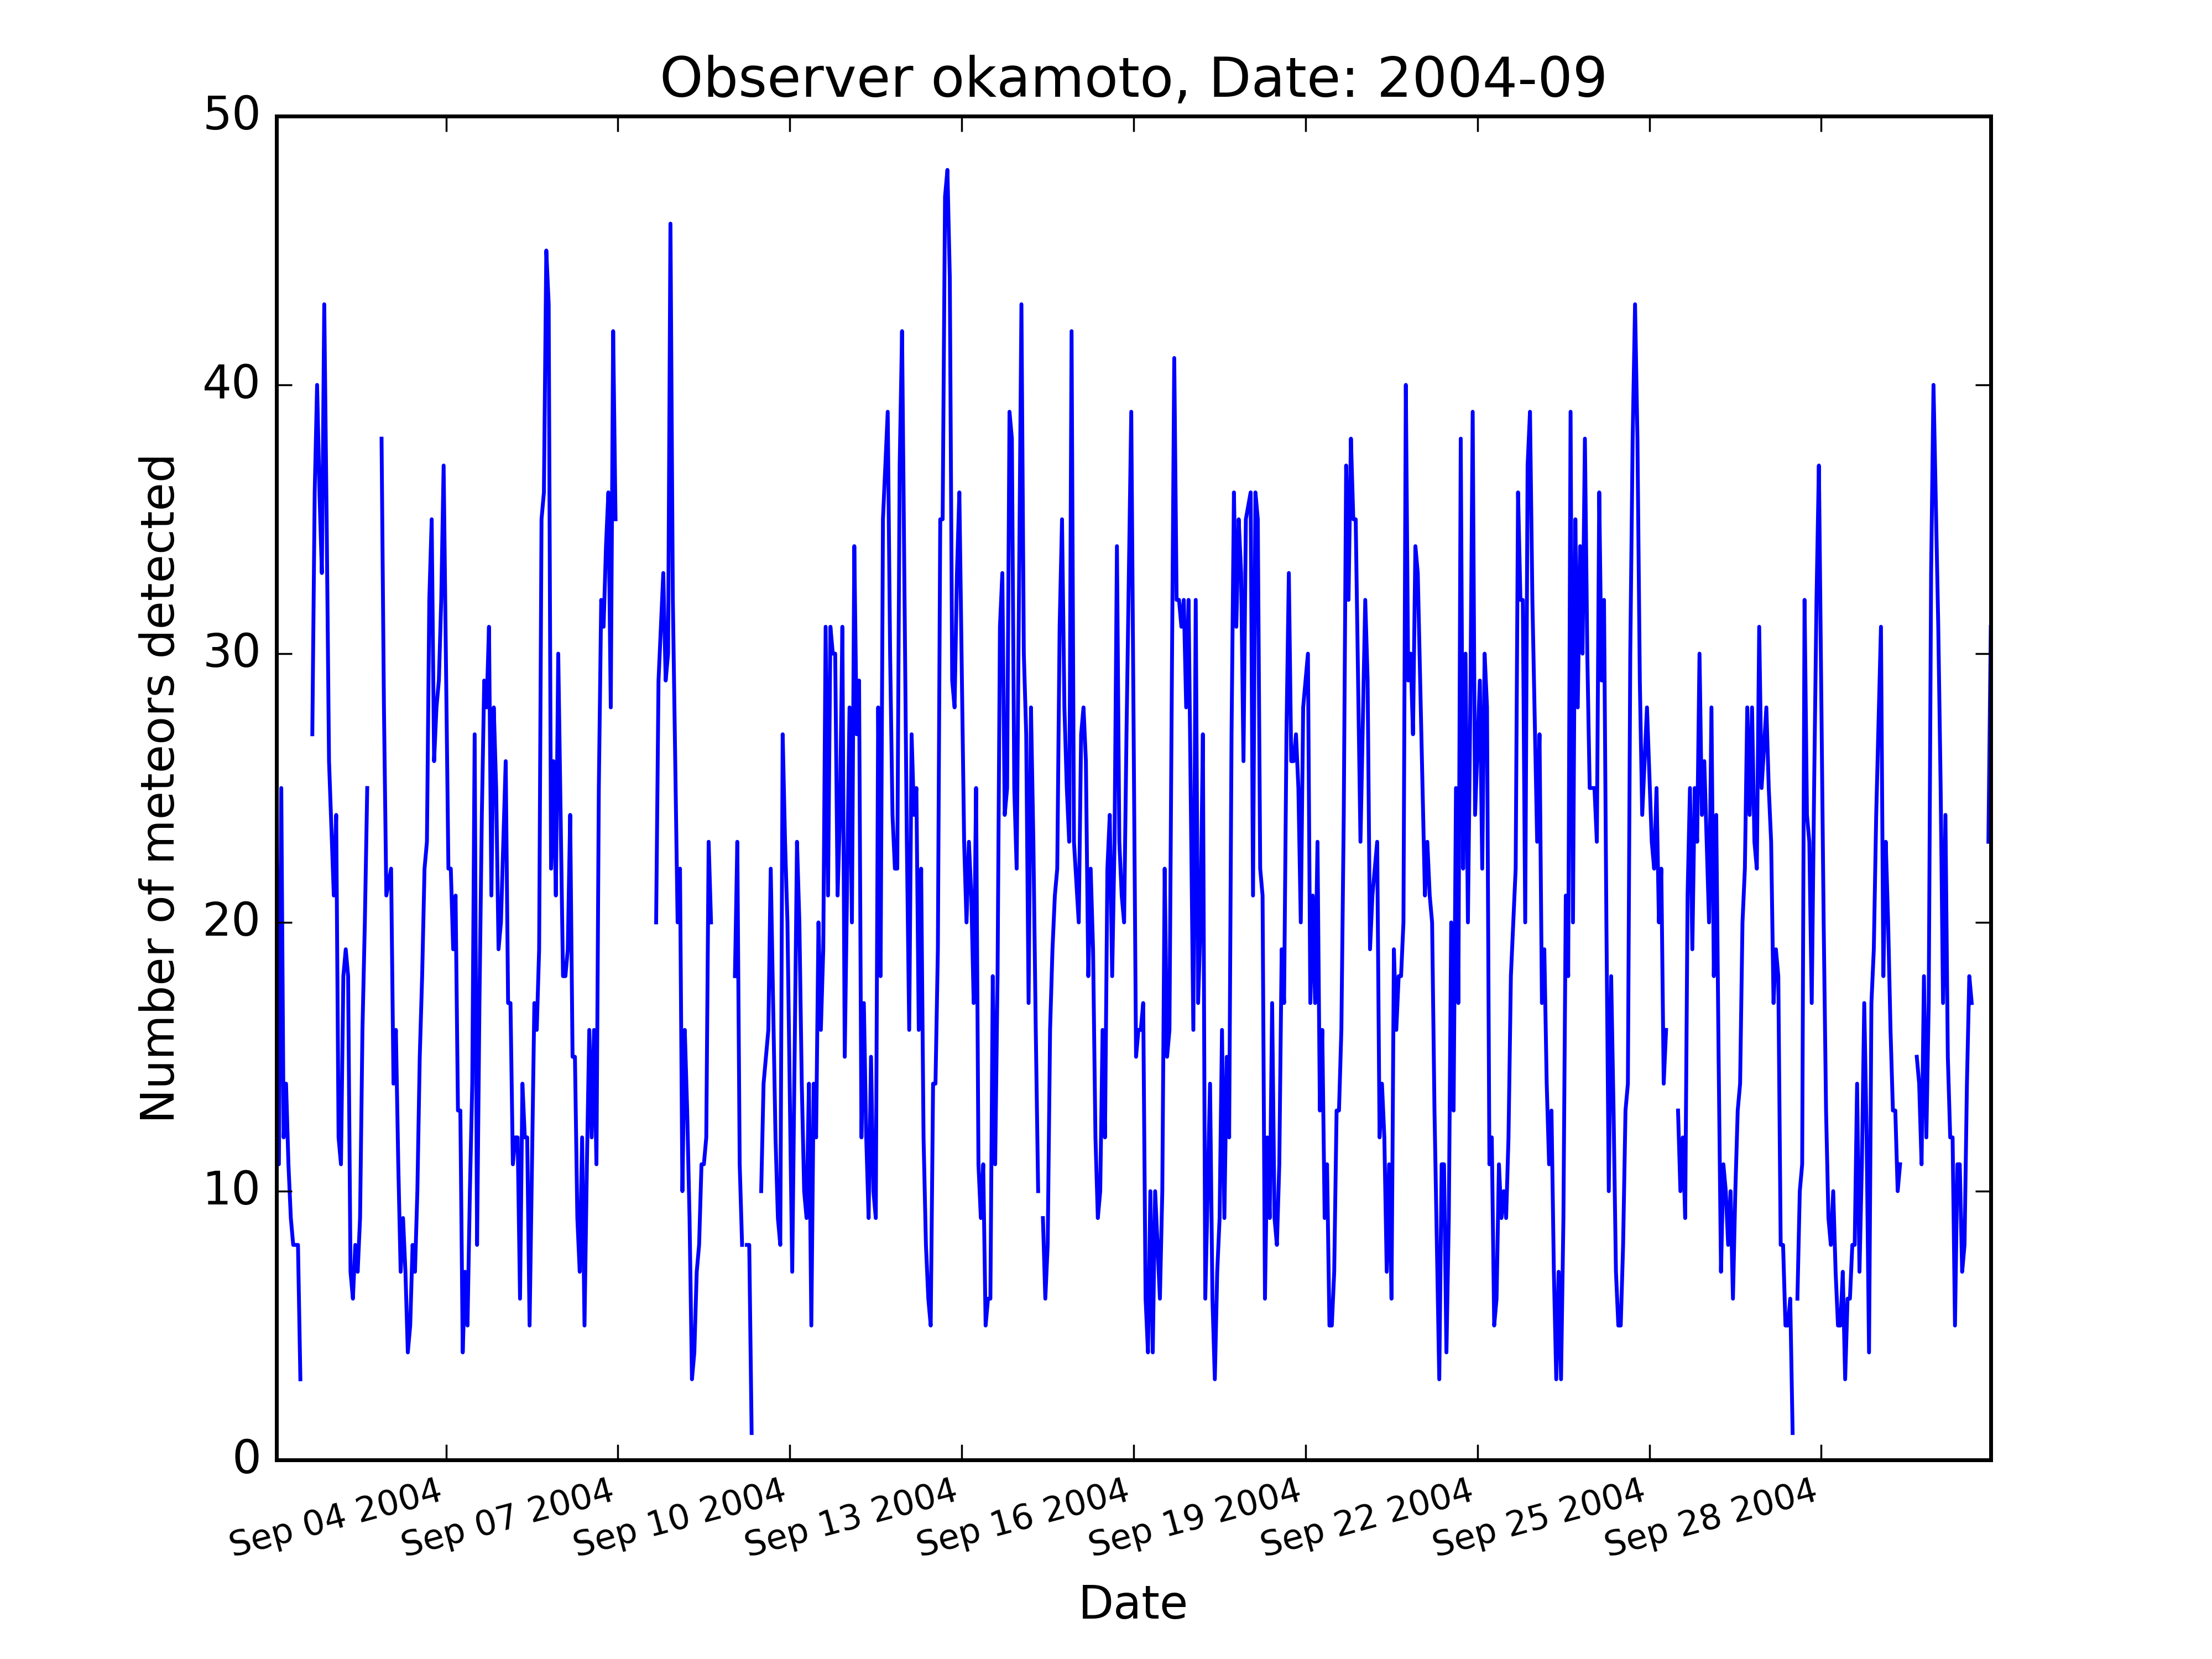 Observer okamoto, Date: 2004-09
50
40
30
20
10
0
Number of meteors detected
Sep 04 2004
Sep 07 2004
Sep 10 2004
Sep 13 2004
Sep 16 2004
Sep 19 2004
Sep 22 2004
Sep 25 2004
Sep 28 2004
Date